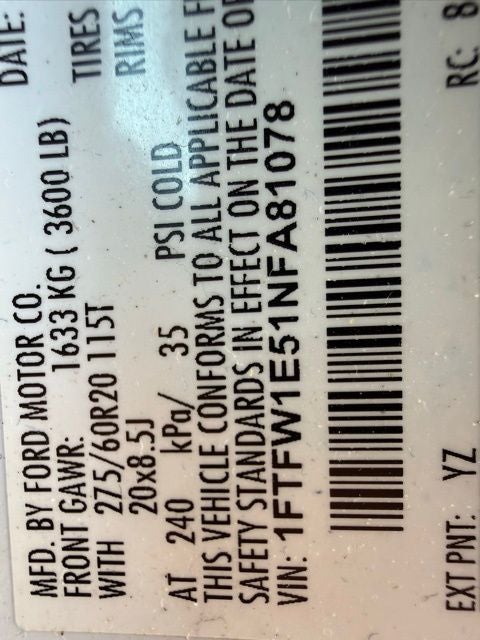 MFD. BY FORD MOTOR CO.
DATE:
FRONT GAWR: 1633 KG ( 3600 LB)
WITH 275/60R20 115T TIRES
20x8.5J RIMS
AT 240 kPa/ 35 PSI COLD
THIS VEHICLE CONFORMS TO ALL APPLICABLE F
SAFETY STANDARDS IN EFFECT ON THE DATE O
VIN: 1FTFW1E51NFA81078
EXT PNT: YZ RC: 8